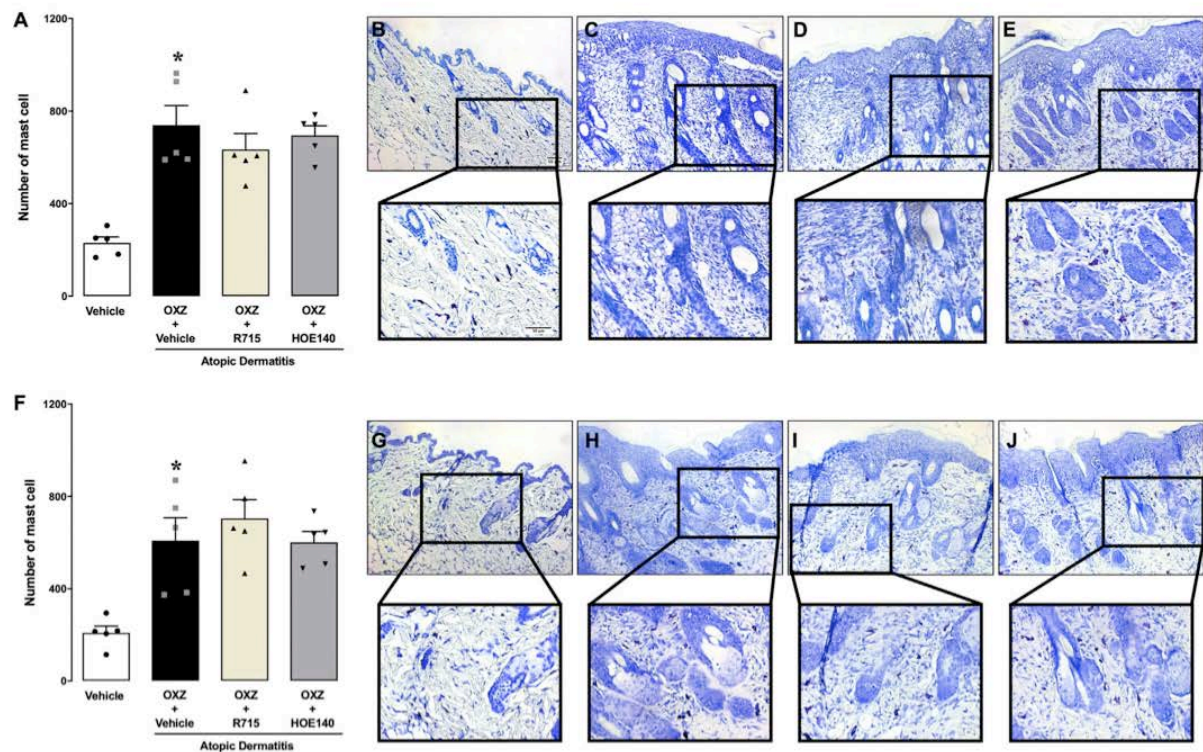 A
Number of mast cell
1200
800
400
0
*
Vehicle
OXZ
+
Vehicle
OXZ
+
R715
OXZ
+
HOE140
Atopic Dermatitis
B
C
D
E
F
Number of mast cell
1200
800
400
0
*
Vehicle
OXZ
+
Vehicle
OXZ
+
R715
OXZ
+
HOE140
Atopic Dermatitis
G
H
I
J